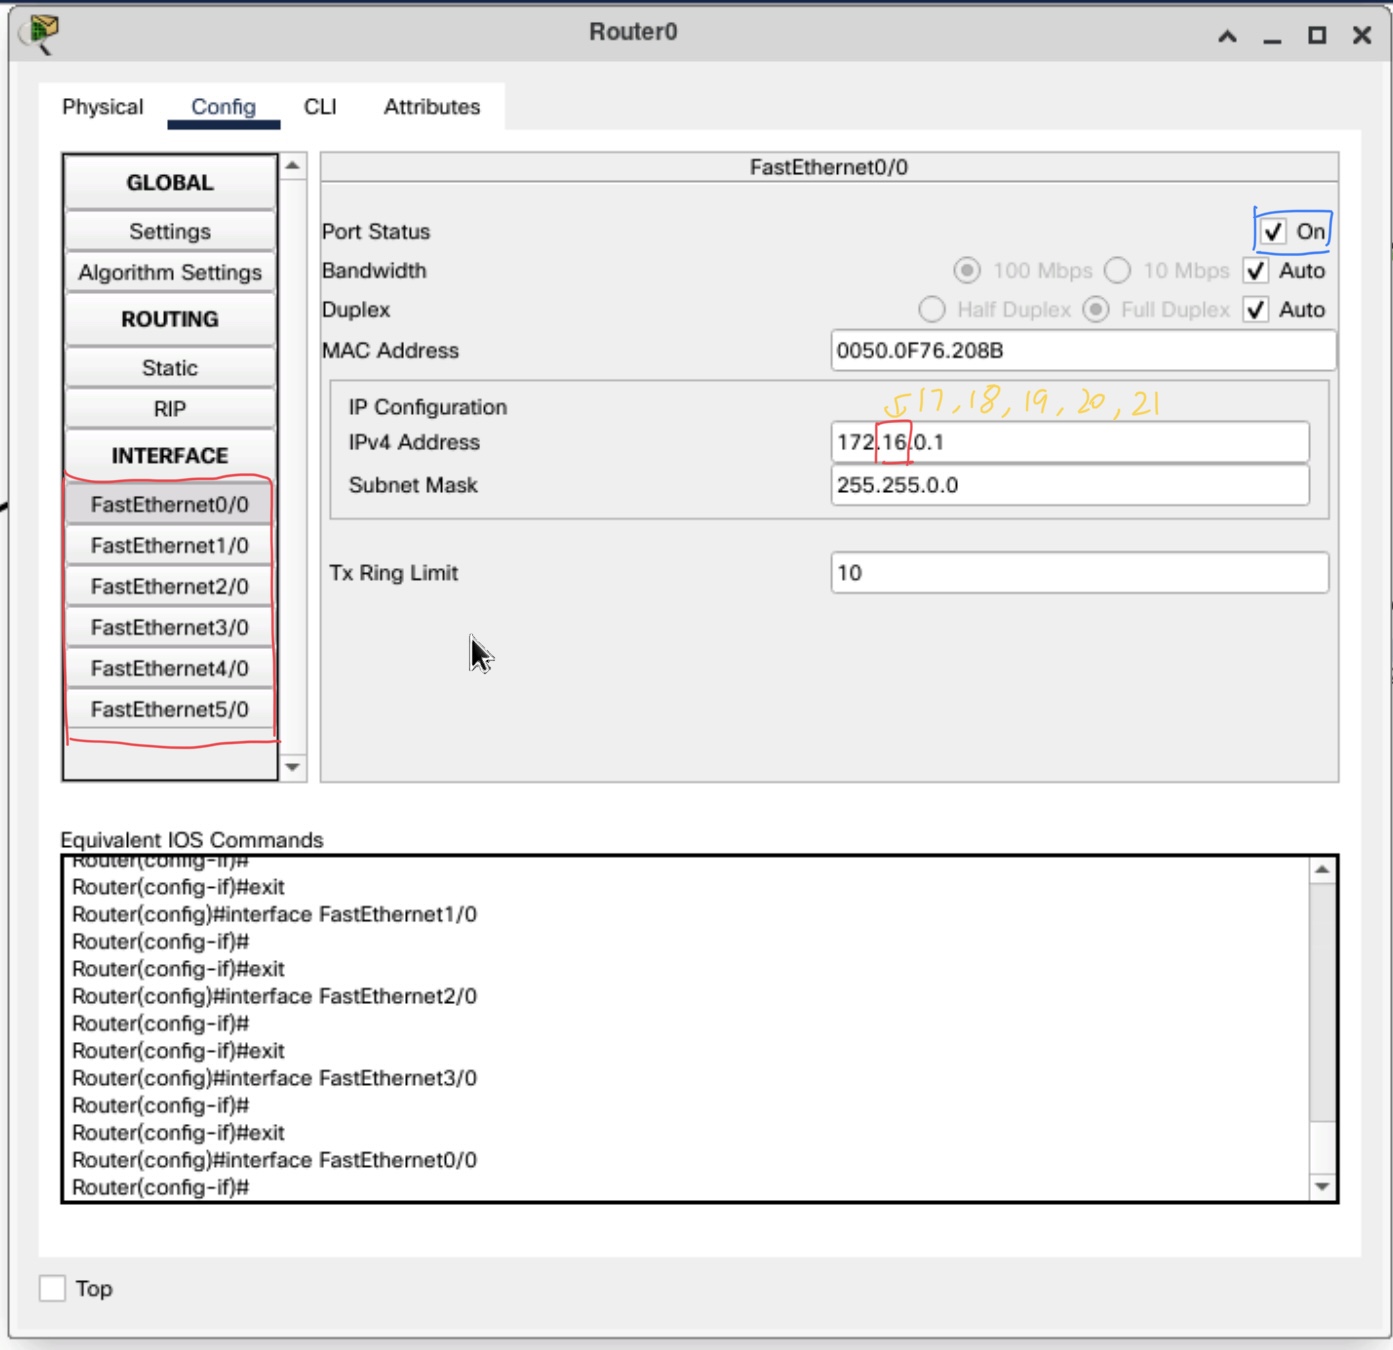 Router0
Physical Config CLI Attributes
GLOBAL
Settings
Algorithm Settings
ROUTING
Static
RIP
INTERFACE
FastEthernet0/0
FastEthernet1/0
FastEthernet2/0
FastEthernet3/0
FastEthernet4/0
FastEthernet5/0
FastEthernet0/0
Port Status On
Bandwidth 100 Mbps 10 Mbps Auto
Duplex Half Duplex Full Duplex Auto
MAC Address 0050.0F76.208B
IP Configuration 17, 18, 19, 20, 21
IPv4 Address 172.16.0.1
Subnet Mask 255.255.0.0
Tx Ring Limit 10
Equivalent IOS Commands
Router(config-if)#
Router(config-if)#exit
Router(config)#interface FastEthernet1/0
Router(config-if)#
Router(config-if)#exit
Router(config)#interface FastEthernet2/0
Router(config-if)#
Router(config-if)#exit
Router(config)#interface FastEthernet3/0
Router(config-if)#
Router(config-if)#exit
Router(config)#interface FastEthernet0/0
Router(config-if)#
Top